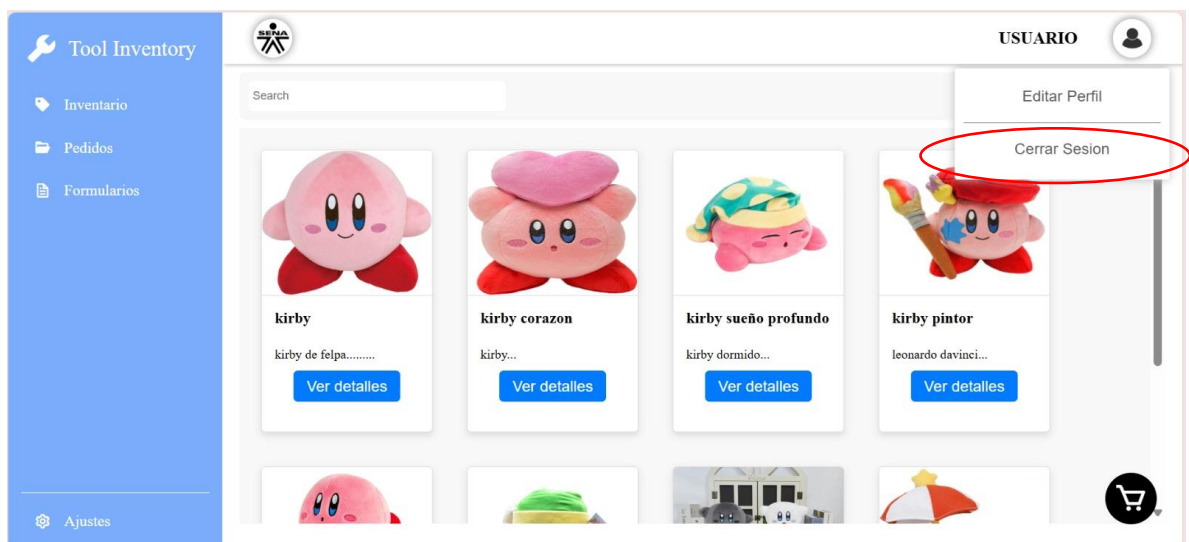 Tool Inventory
SENA
USUARIO
Inventario
Pedidos
Formularios
Ajustes
Search
Editar Perfil
Cerrar Sesion
kirby
kirby de felpa.........
Ver detalles
kirby corazon
kirby...
Ver detalles
kirby sueño profundo
kirby dormido...
Ver detalles
kirby pintor
leonardo davinci...
Ver detalles